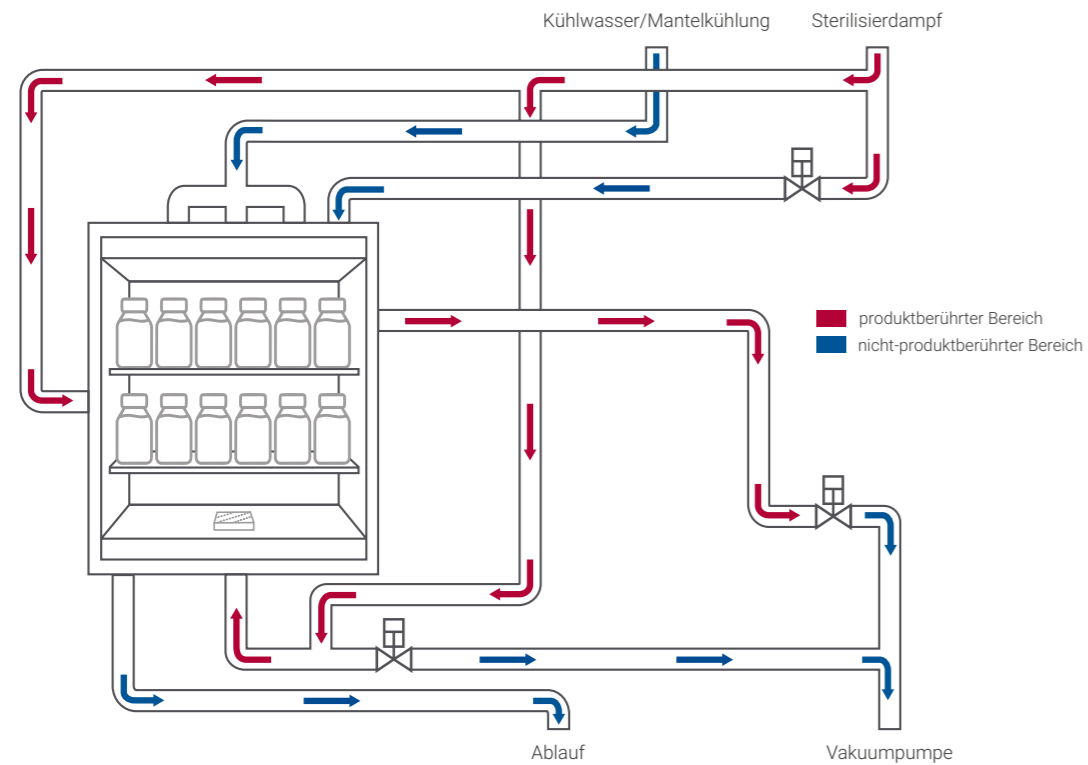 Kühlwasser/Mantelkühlung
Sterilisierdampf
produktberührter Bereich
nicht-produktberührter Bereich
Ablauf
Vakuumpumpe